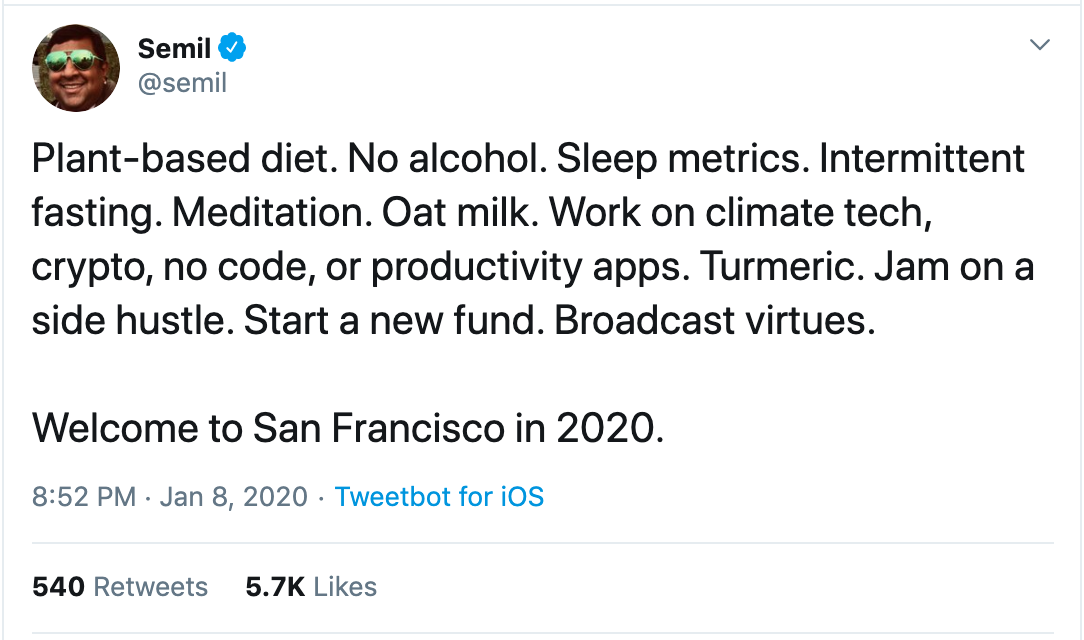 Semil
@semil
Plant-based diet. No alcohol. Sleep metrics. Intermittent
fasting. Meditation. Oat milk. Work on climate tech,
crypto, no code, or productivity apps. Turmeric. Jam on a
side hustle. Start a new fund. Broadcast virtues.
Welcome to San Francisco in 2020.
8:52 PM · Jan 8, 2020 · Tweetbot for iOS
540 Retweets 5.7K Likes